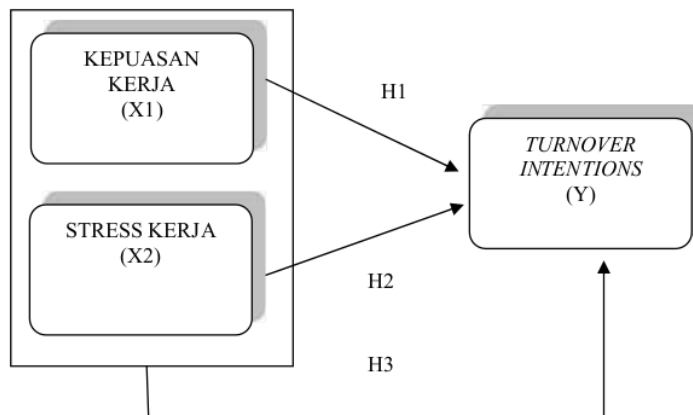 KEPUASAN
KERJA
(X1)
H1
TURNOVER
INTENTIONS
(Y)
STRESS KERJA
(X2)
H2
H3